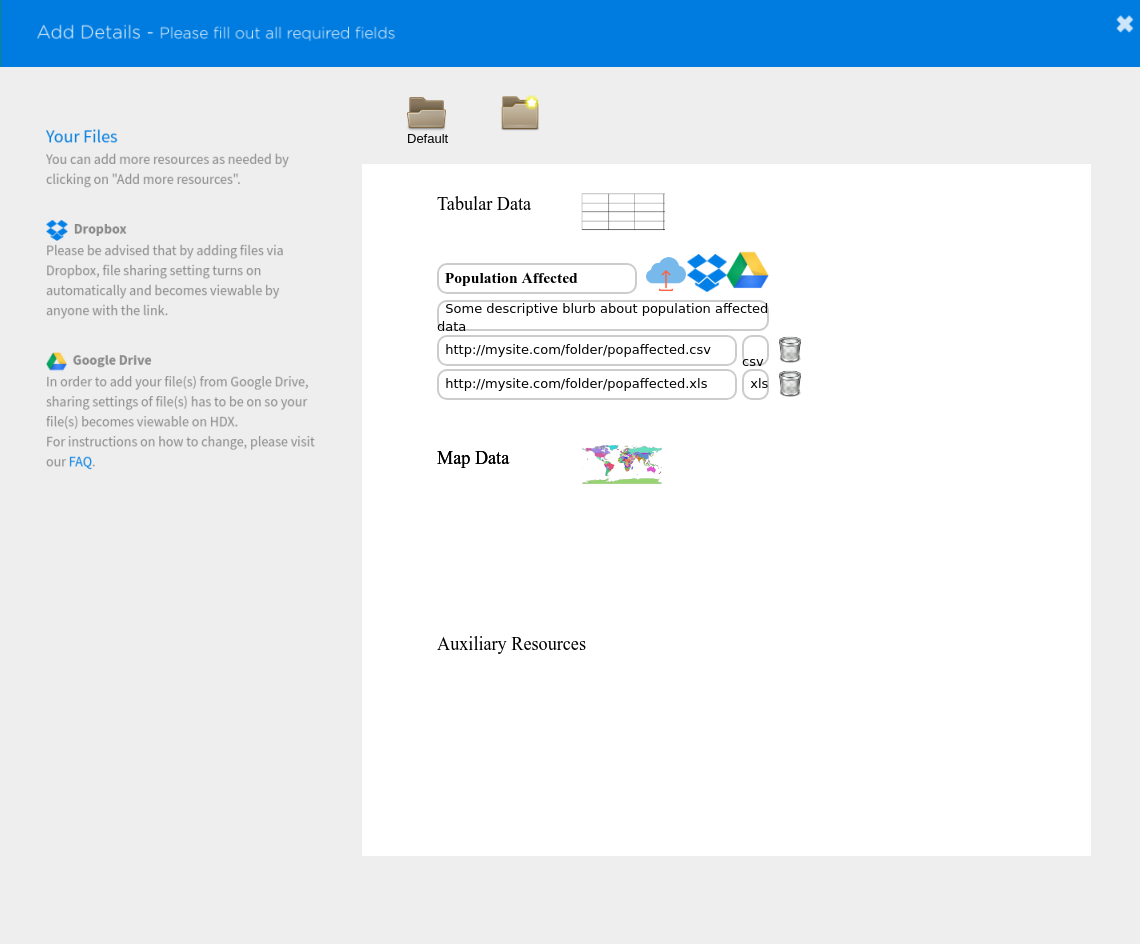 Add Details - Please fill out all required fields
Default
Your Files
You can add more resources as needed by
clicking on "Add more resources".
Dropbox
Please be advised that by adding files via
Dropbox, file sharing setting turns on
automatically and becomes viewable by
anyone with the link.
Google Drive
In order to add your file(s) from Google Drive,
sharing settings of file(s) has to be on so your
file(s) becomes viewable on HDX.
For instructions on how to change, please visit
our FAQ.
Tabular Data
Population Affected
Some descriptive blurb about population affected
data
http://mysite.com/folder/popaffected.csv
csv
http://mysite.com/folder/popaffected.xls
xls
Map Data
Auxiliary Resources